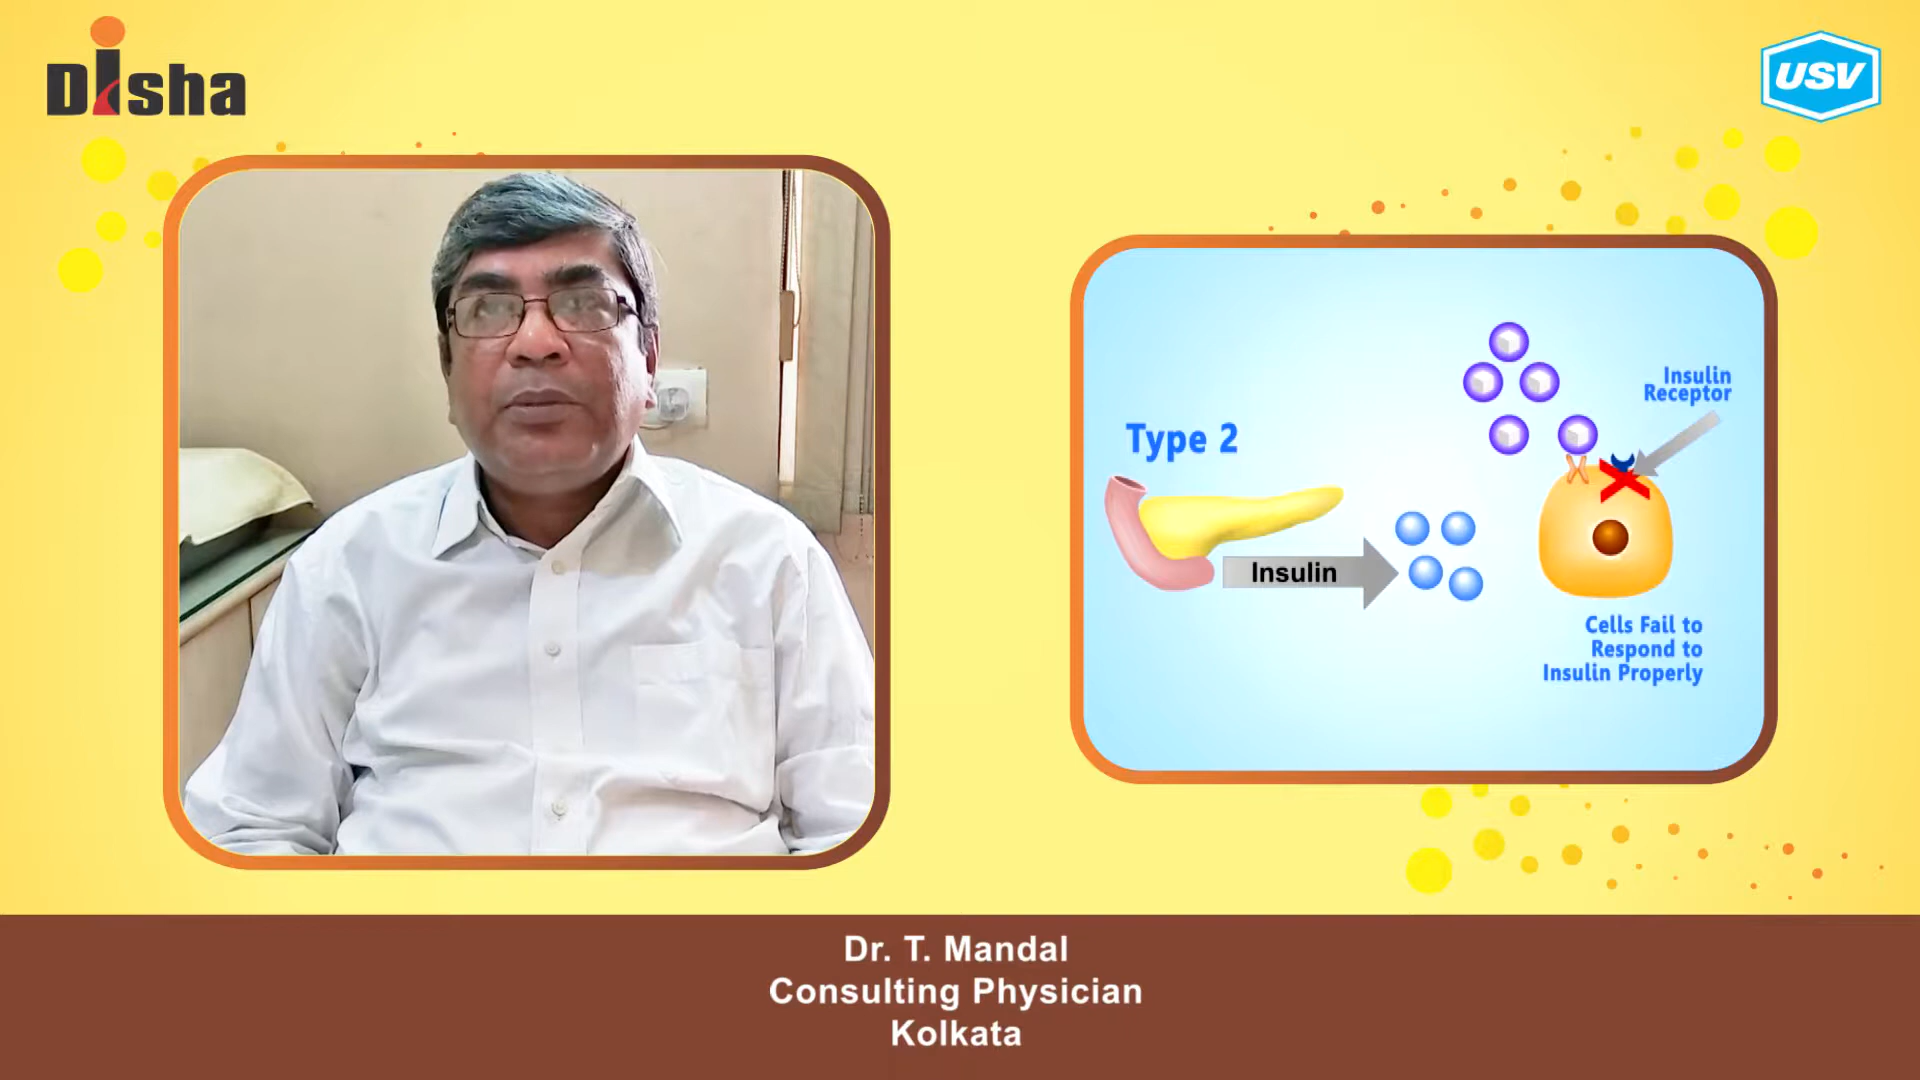 Disha
USV
Type 2
Insulin
Receptor
Insulin
Cells Fail to
Respond to
Insulin Properly
Dr. T. Mandal
Consulting Physician
Kolkata